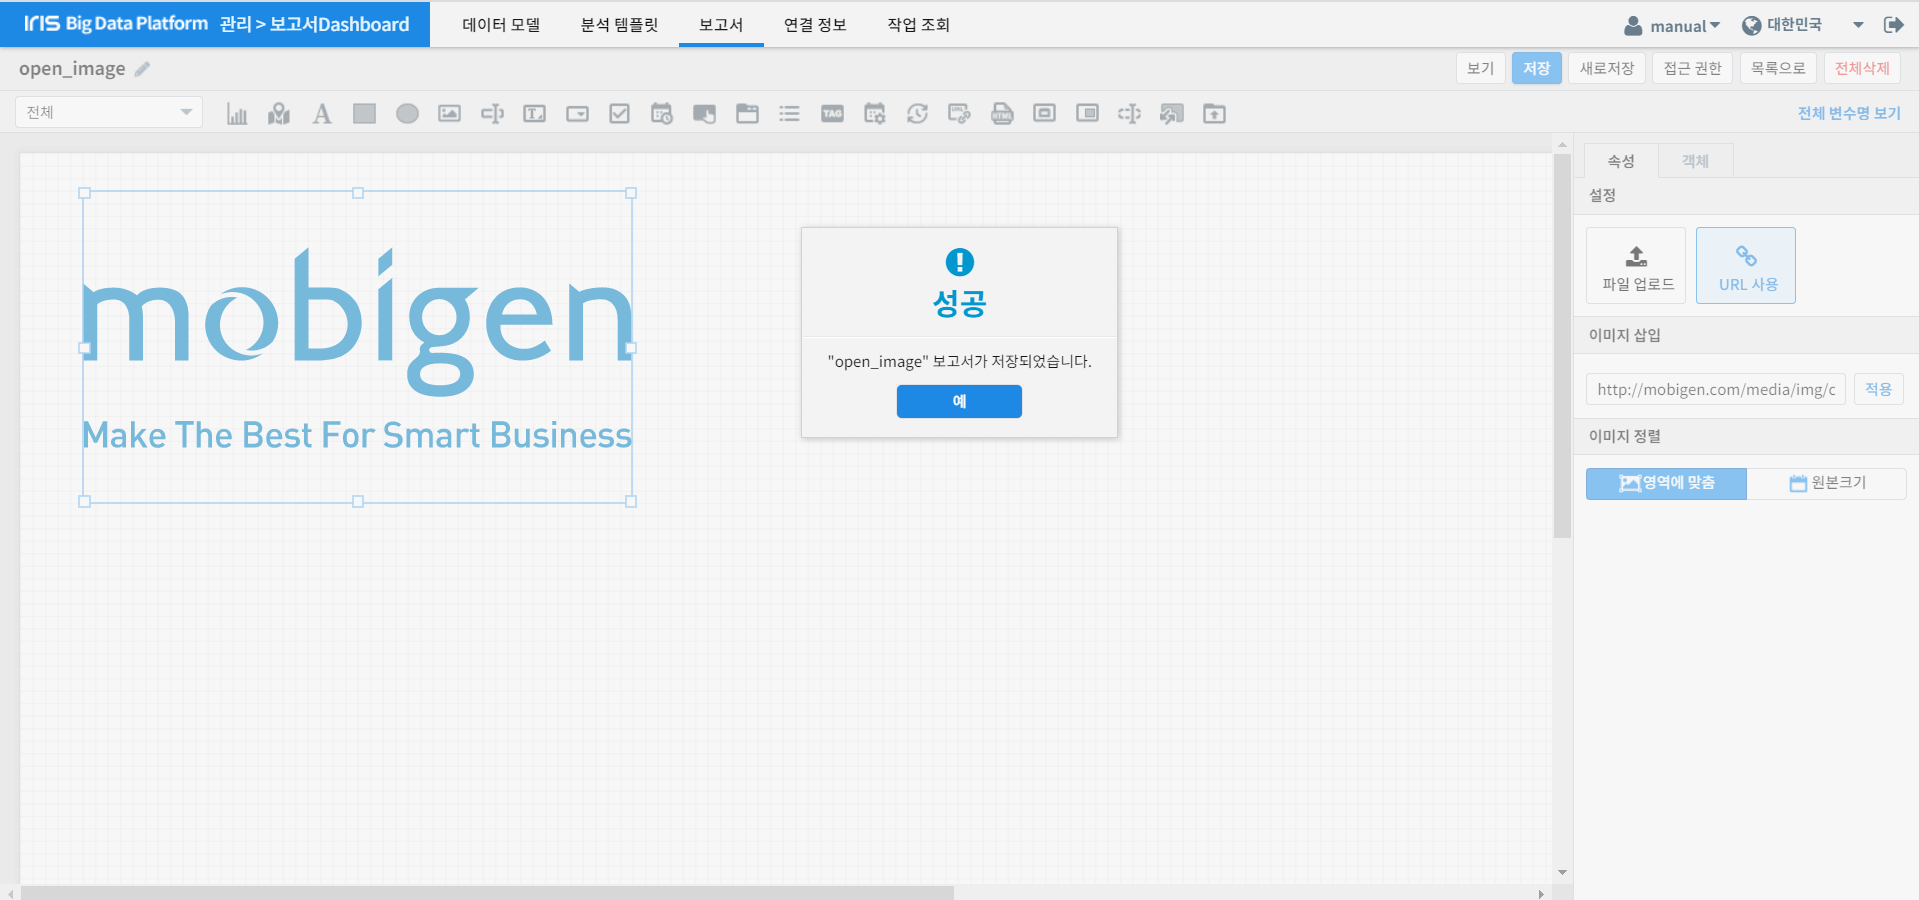 IRIS Big Data Platform 관리 > 보고서Dashboard
데이터 모델 분석 템플릿 보고서 연결 정보 작업 조회
manual 대한민국
open_image
보기 저장 새로저장 접근 권한 목록으로 전체삭제
전체
T
TAG
URL
HTML
전체 변수명 보기
속성 객체
설정
파일 업로드 URL 사용
이미지 삽입
http://mobigen.com/media/img/c 적용
이미지 정렬
영역에 맞춤 원본크기
mobigen
Make The Best For Smart Business
성공
"open_image" 보고서가 저장되었습니다.
예